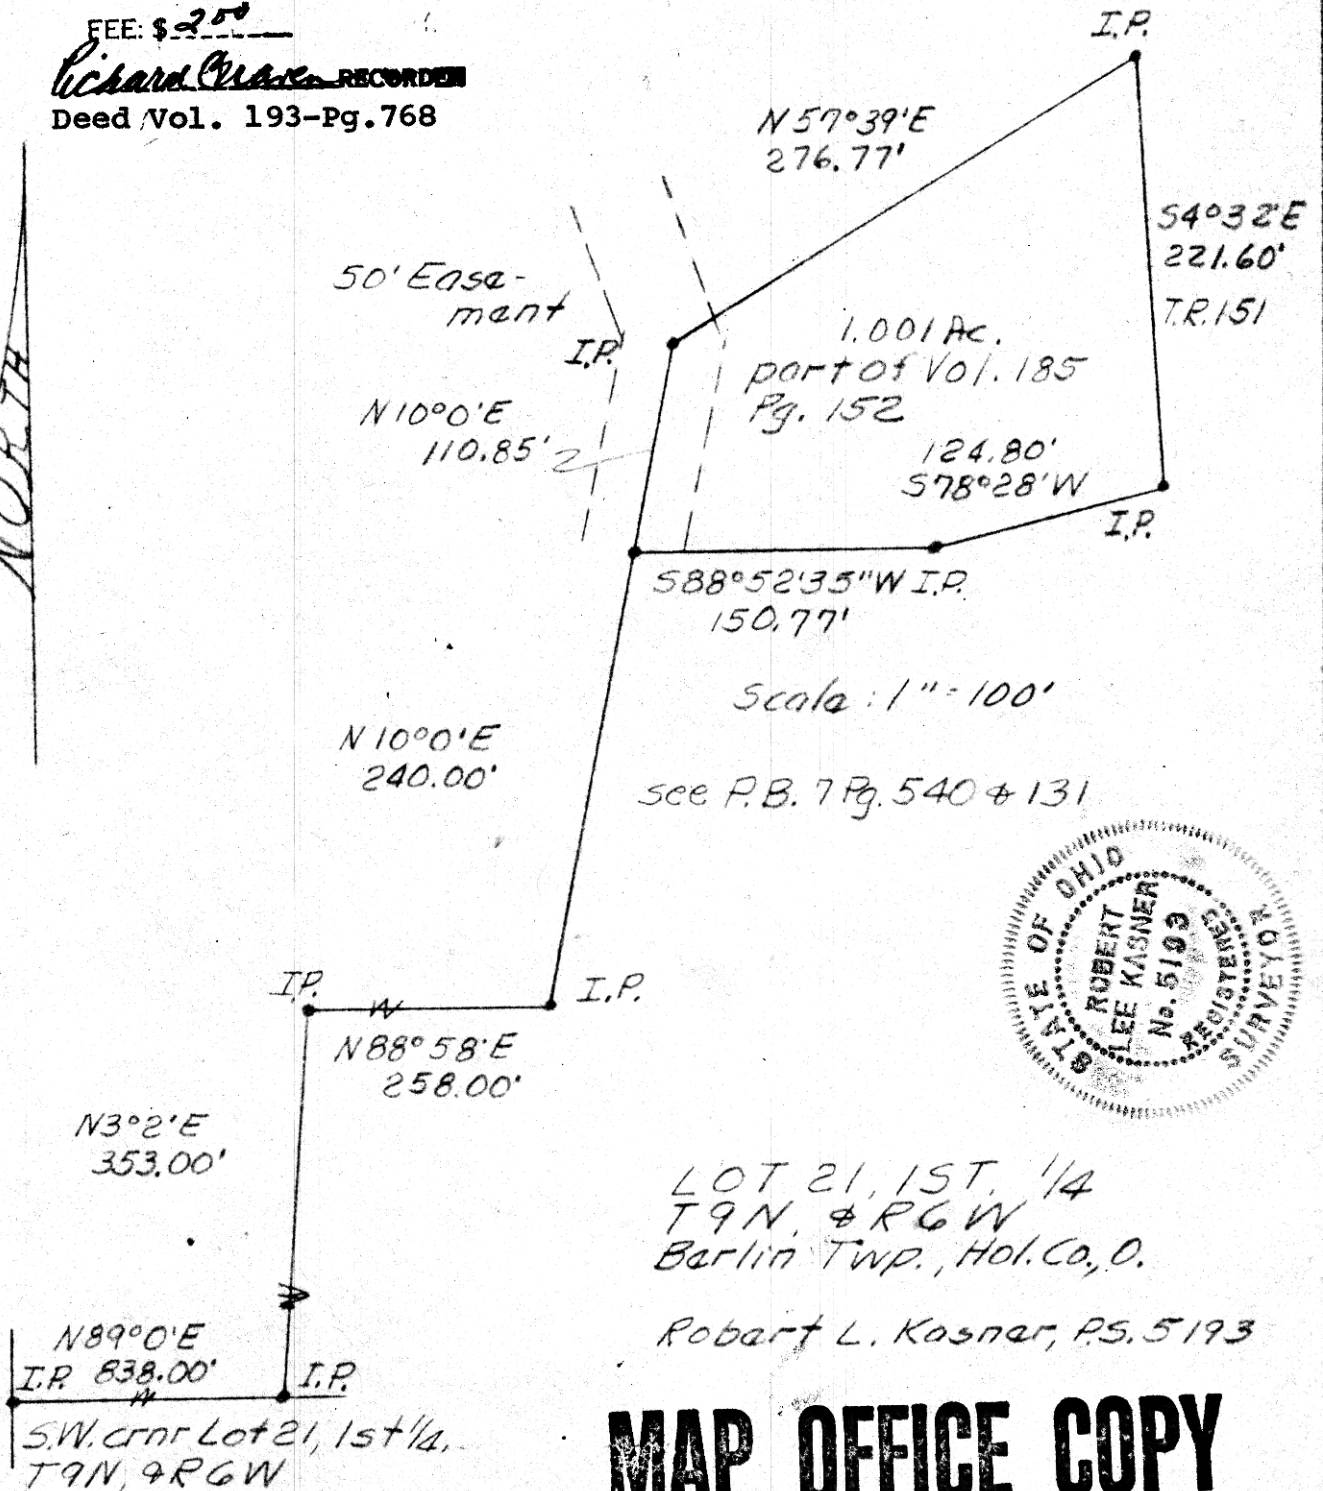 FEE: $ 2.00
Richard Graven RECORDER
Deed Vol. 193-Pg.768
NORTH
I.P.
N57°39'E
276.77'
S4°32'E
221.60'
T.R.151
50' Ease-
ment
I.P.
1.001 Ac.
part of Vol. 185
Pg. 152
N10°0'E
110.85'
124.80'
S78°28'W
I.P.
S88°52'35"W I.P.
150.77'
Scale: 1"=100'
N10°0'E
240.00'
see P.B. 7 Pg. 540 & 131
STATE OF OHIO
ROBERT
LEE KASNER
No. 5193
REGISTERED
SURVEYOR
I.P.
I.P.
N88°58'E
258.00'
N3°2'E
353.00'
LOT 21, 1ST. 1/4
T9N, & R6W
Berlin Twp., Hol. Co., O.
Robert L. Kasner, P.S. 5193
N89°0'E
I.P. 838.00' I.P.
S.W. crnr Lot 21, 1st 1/4,
T9N, & R6W
MAP OFFICE COPY